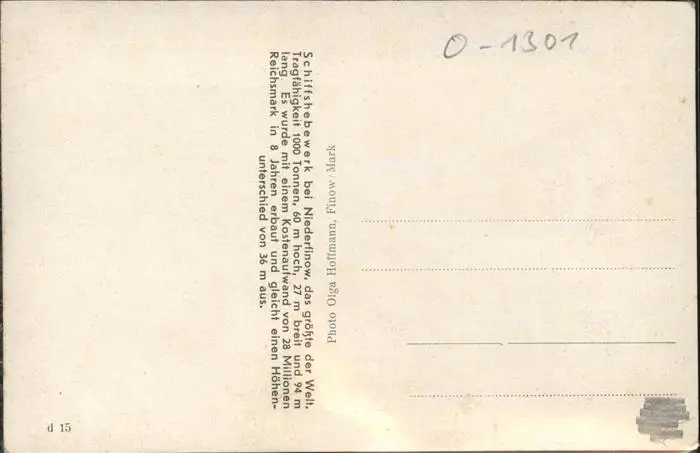 O-1301
Schiffshebewerk bei Niederfinow, das größte der Welt.
Tragfähigkeit 1000 Tonnen, 60 m hoch, 27 m breit und 94 m
lang. Es wurde mit einem Kostenaufwand von 28 Millionen
Reichsmark in 8 Jahren erbaut und gleicht einen Höhen-
unterschied von 36 m aus.
Photo Olga Hoffmann, Finow/Mark
d 15